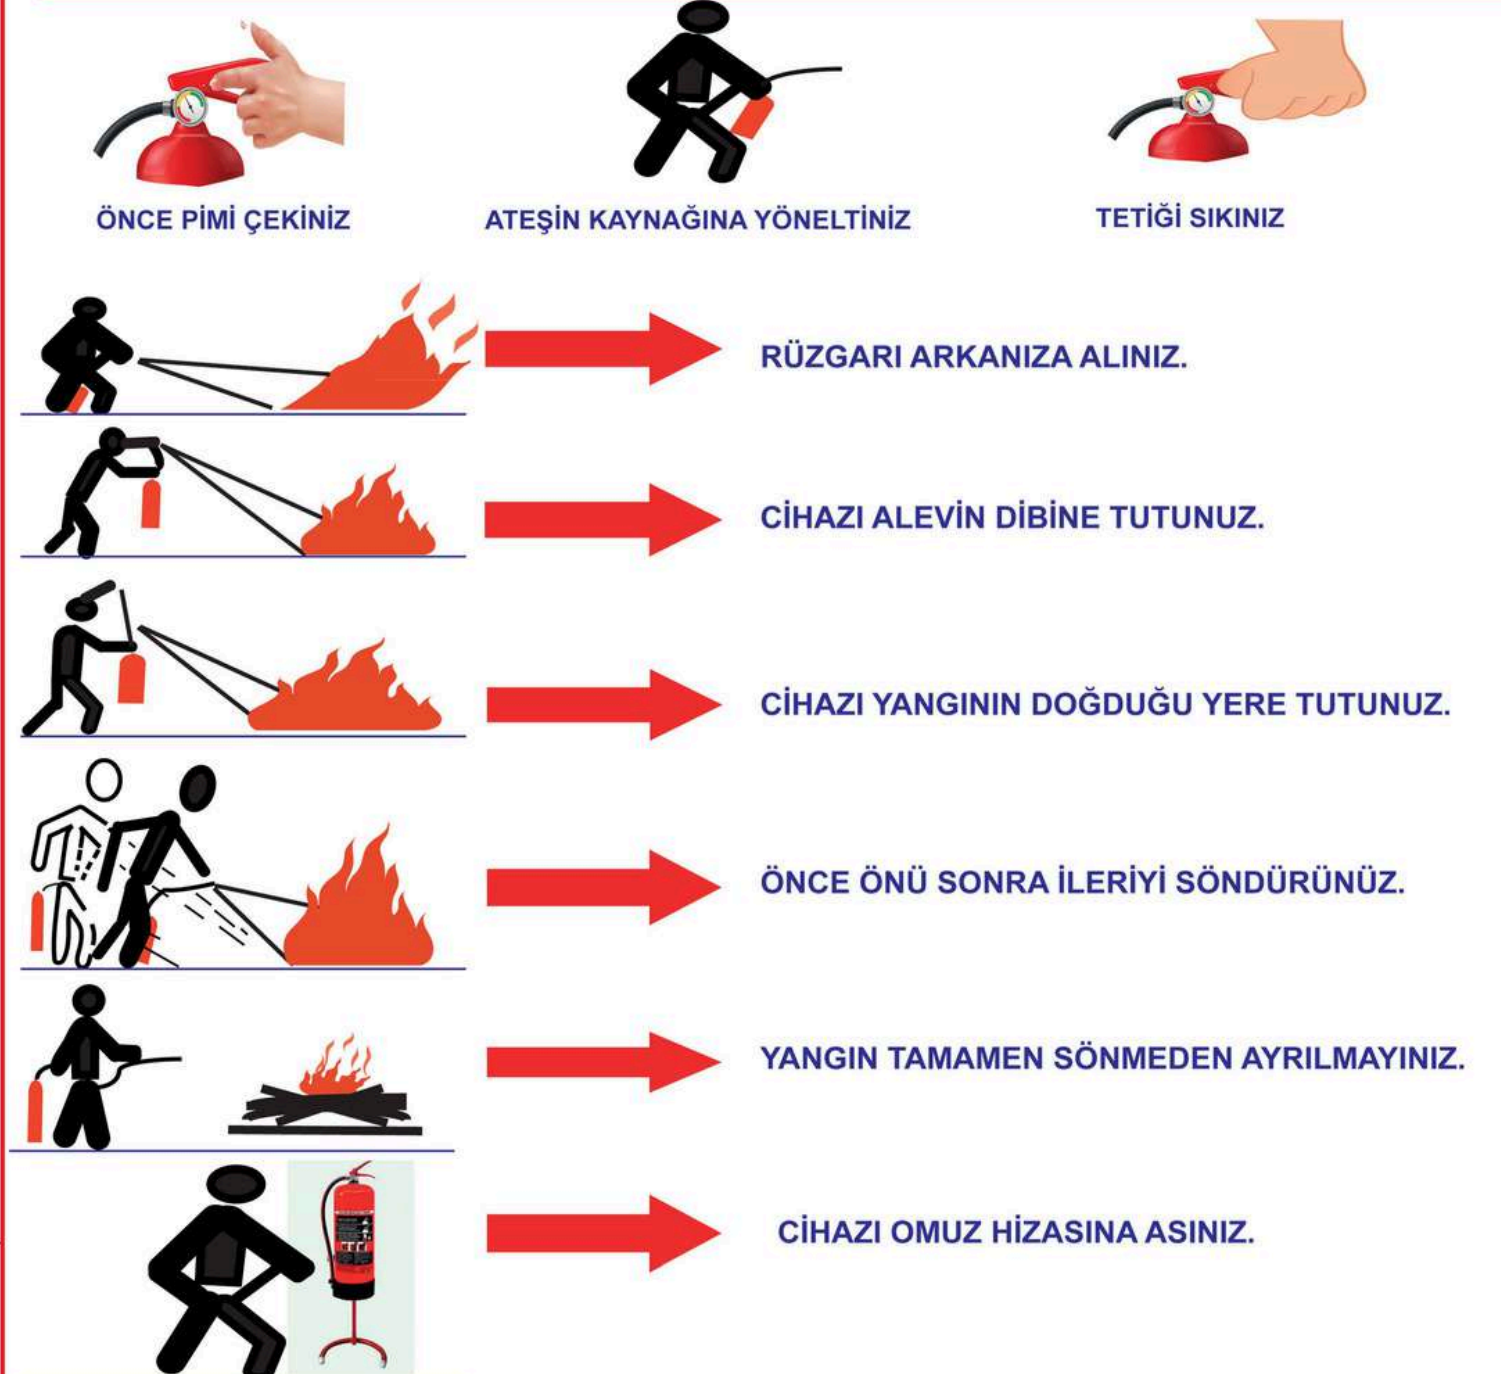 ÖNCE PİMİ ÇEKİNİZ
ATEŞİN KAYNAĞINA YÖNELTİNİZ
TETİĞİ SIKINIZ
RÜZGARI ARKANIZA ALINIZ.
CİHAZI ALEVİN DİBİNE TUTUNUZ.
CİHAZI YANGININ DOĞDUĞU YERE TUTUNUZ.
ÖNCE ÖNÜ SONRA İLERİYİ SÖNDÜRÜNÜZ.
YANGIN TAMAMEN SÖNMEDEN AYRILMAYINIZ.
CİHAZI OMUZ HİZASINA ASINIZ.